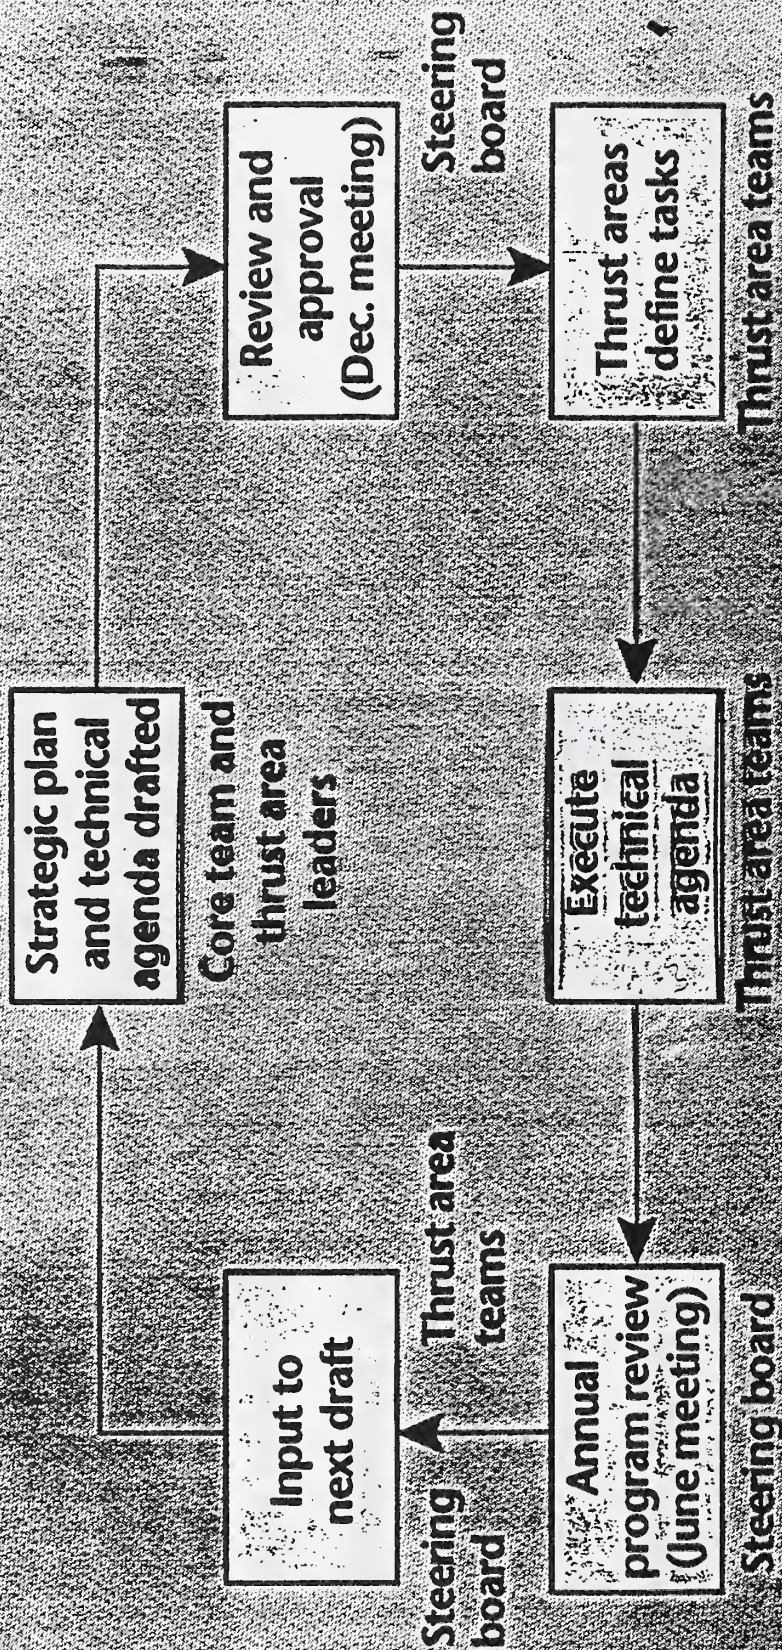 Strategic plan
and technical
agenda drafted
Core team and
thrust area
leaders
Review and
approval
(Dec. meeting)
Steering
board
Thrust areas
define tasks
Thrust area teams
Execute
technical
agenda
Thrust area teams
Annual
program review
(June meeting)
Steering board
Input to
next draft
Steering
board
Thrust area
teams